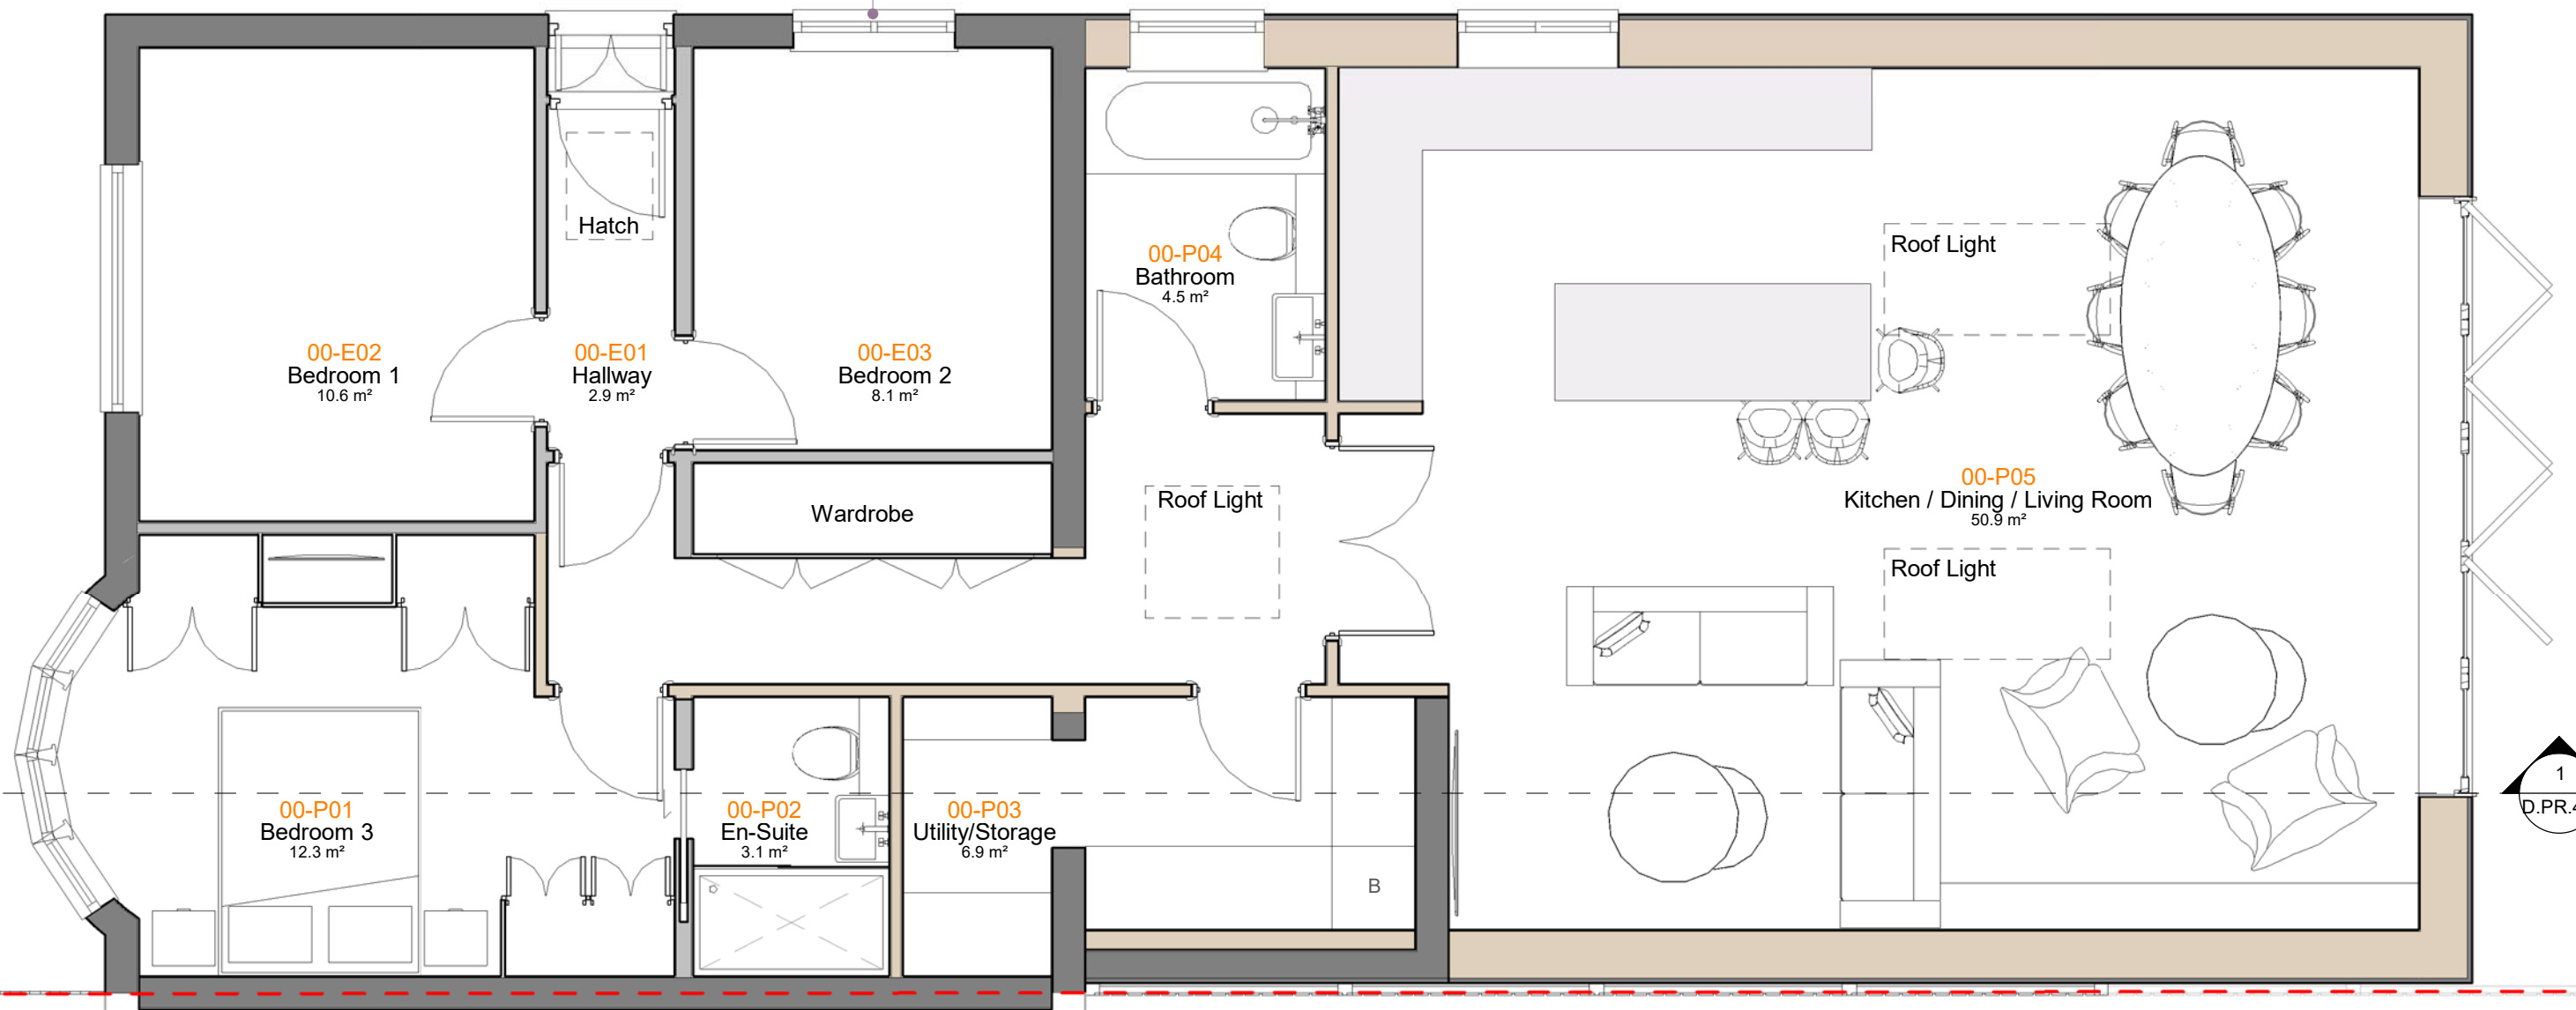 Hatch
Roof Light
00-P04
Bathroom
4.5 m²
00-E02
Bedroom 1
10.6 m²
00-E01
Hallway
2.9 m²
00-E03
Bedroom 2
8.1 m²
00-P05
Kitchen / Dining / Living Room
50.9 m²
Wardrobe
Roof Light
Roof Light
00-P01
Bedroom 3
12.3 m²
00-P02
En-Suite
3.1 m²
00-P03
Utility/Storage
6.9 m²
B
1
D.PR.4